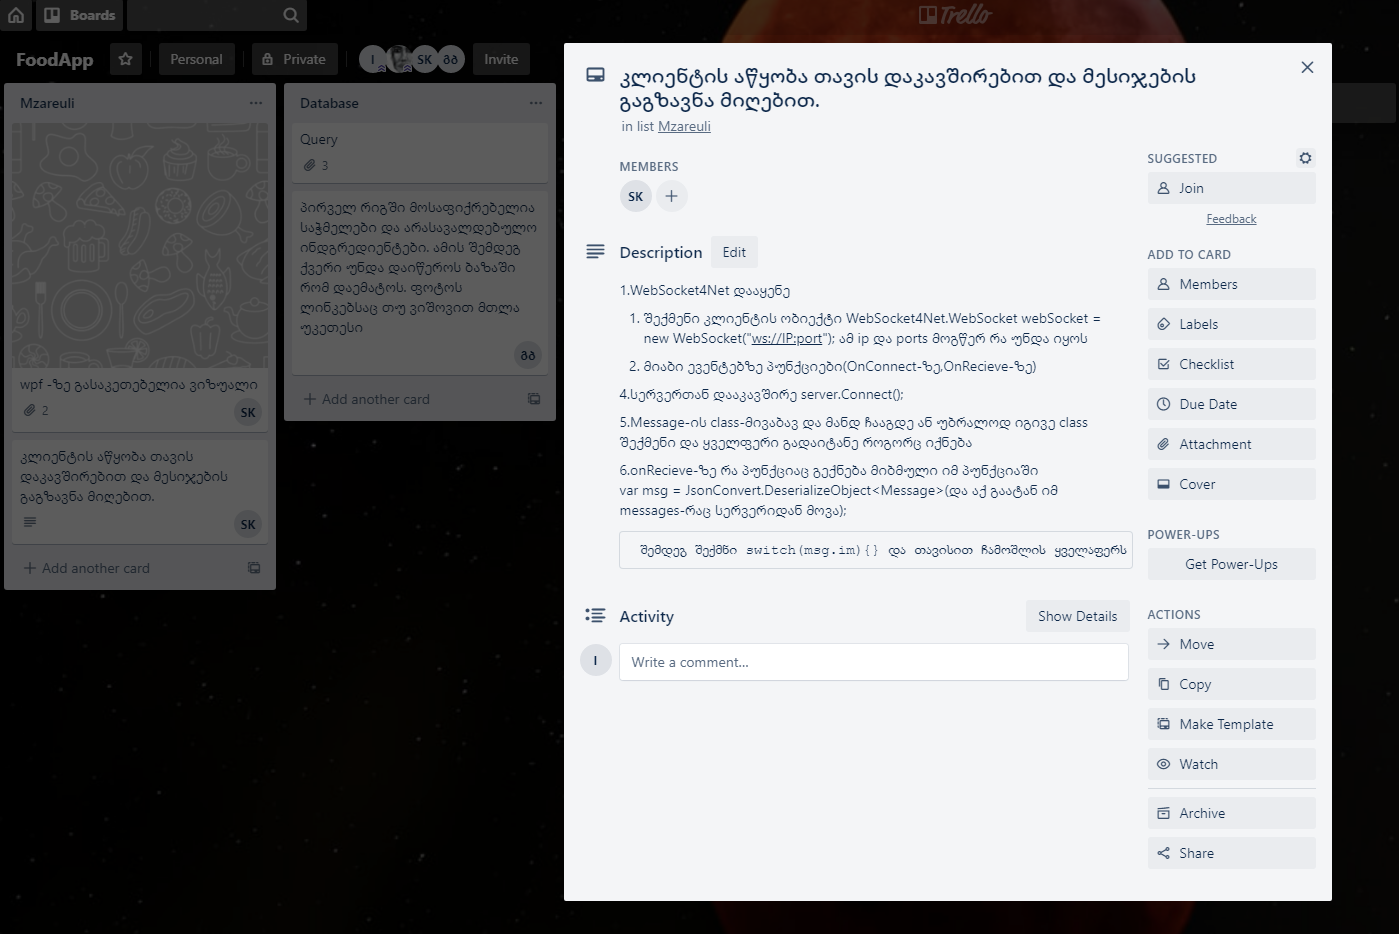 Boards
Trello
FoodApp
Personal
Private
I
SK
მმ
Invite
Mzareuli
wpf -ზე გასაკეთებელია ვიზუალი
2
SK
კლიენტის აწყობა თავის
დაკავშირებით და მესიჯების
გაგზავნა მიღებით.
SK
Add another card
Database
Query
3
პირველ რიგში მოსაფიქრებელია
საჭმელები და არასავალდებულო
ინდგრედიენტები. ამის შემდეგ
ქვერი უნდა დაიწეროს ბაზაში
რომ დაემატოს. ფოტოს
ლინკებსაც თუ ვიშოვით მთლა
უკეთესი
მმ
Add another card
კლიენტის აწყობა თავის დაკავშირებით და მესიჯების
გაგზავნა მიღებით.
in list Mzareuli
MEMBERS
SK
Description
Edit
1.WebSocket4Net დააყენე
1. შექმენი კლიენტის ობიექტი WebSocket4Net.WebSocket webSocket =
new WebSocket("ws://IP:port"); ამ ip და ports მოგწერ რა უნდა იყოს
2. მიაბი ევენტებზე პუნქციები(OnConnect-ზე,OnRecieve-ზე)
4.სერვერთან დააკავშირე server.Connect();
5.Message-ის class-მივაბავ და მანდ ჩააგდე ან უბრალოდ იგივე class
შექმენი და ყველფერი გადაიტანე როგორც იქნება
6.onRecieve-ზე რა პუნქციაც გექნება მიბმული იმ პუნქციაში
var msg = JsonConvert.DeserializeObject<Message>(და აქ გაატან იმ
messages-რაც სერვერიდან მოვა);
შემდეგ შექმნი switch(msg.im){} და თავისით ჩამოშლის ყველაფერს
Activity
Show Details
I
Write a comment...
SUGGESTED
Join
Feedback
ADD TO CARD
Members
Labels
Checklist
Due Date
Attachment
Cover
POWER-UPS
Get Power-Ups
ACTIONS
Move
Copy
Make Template
Watch
Archive
Share